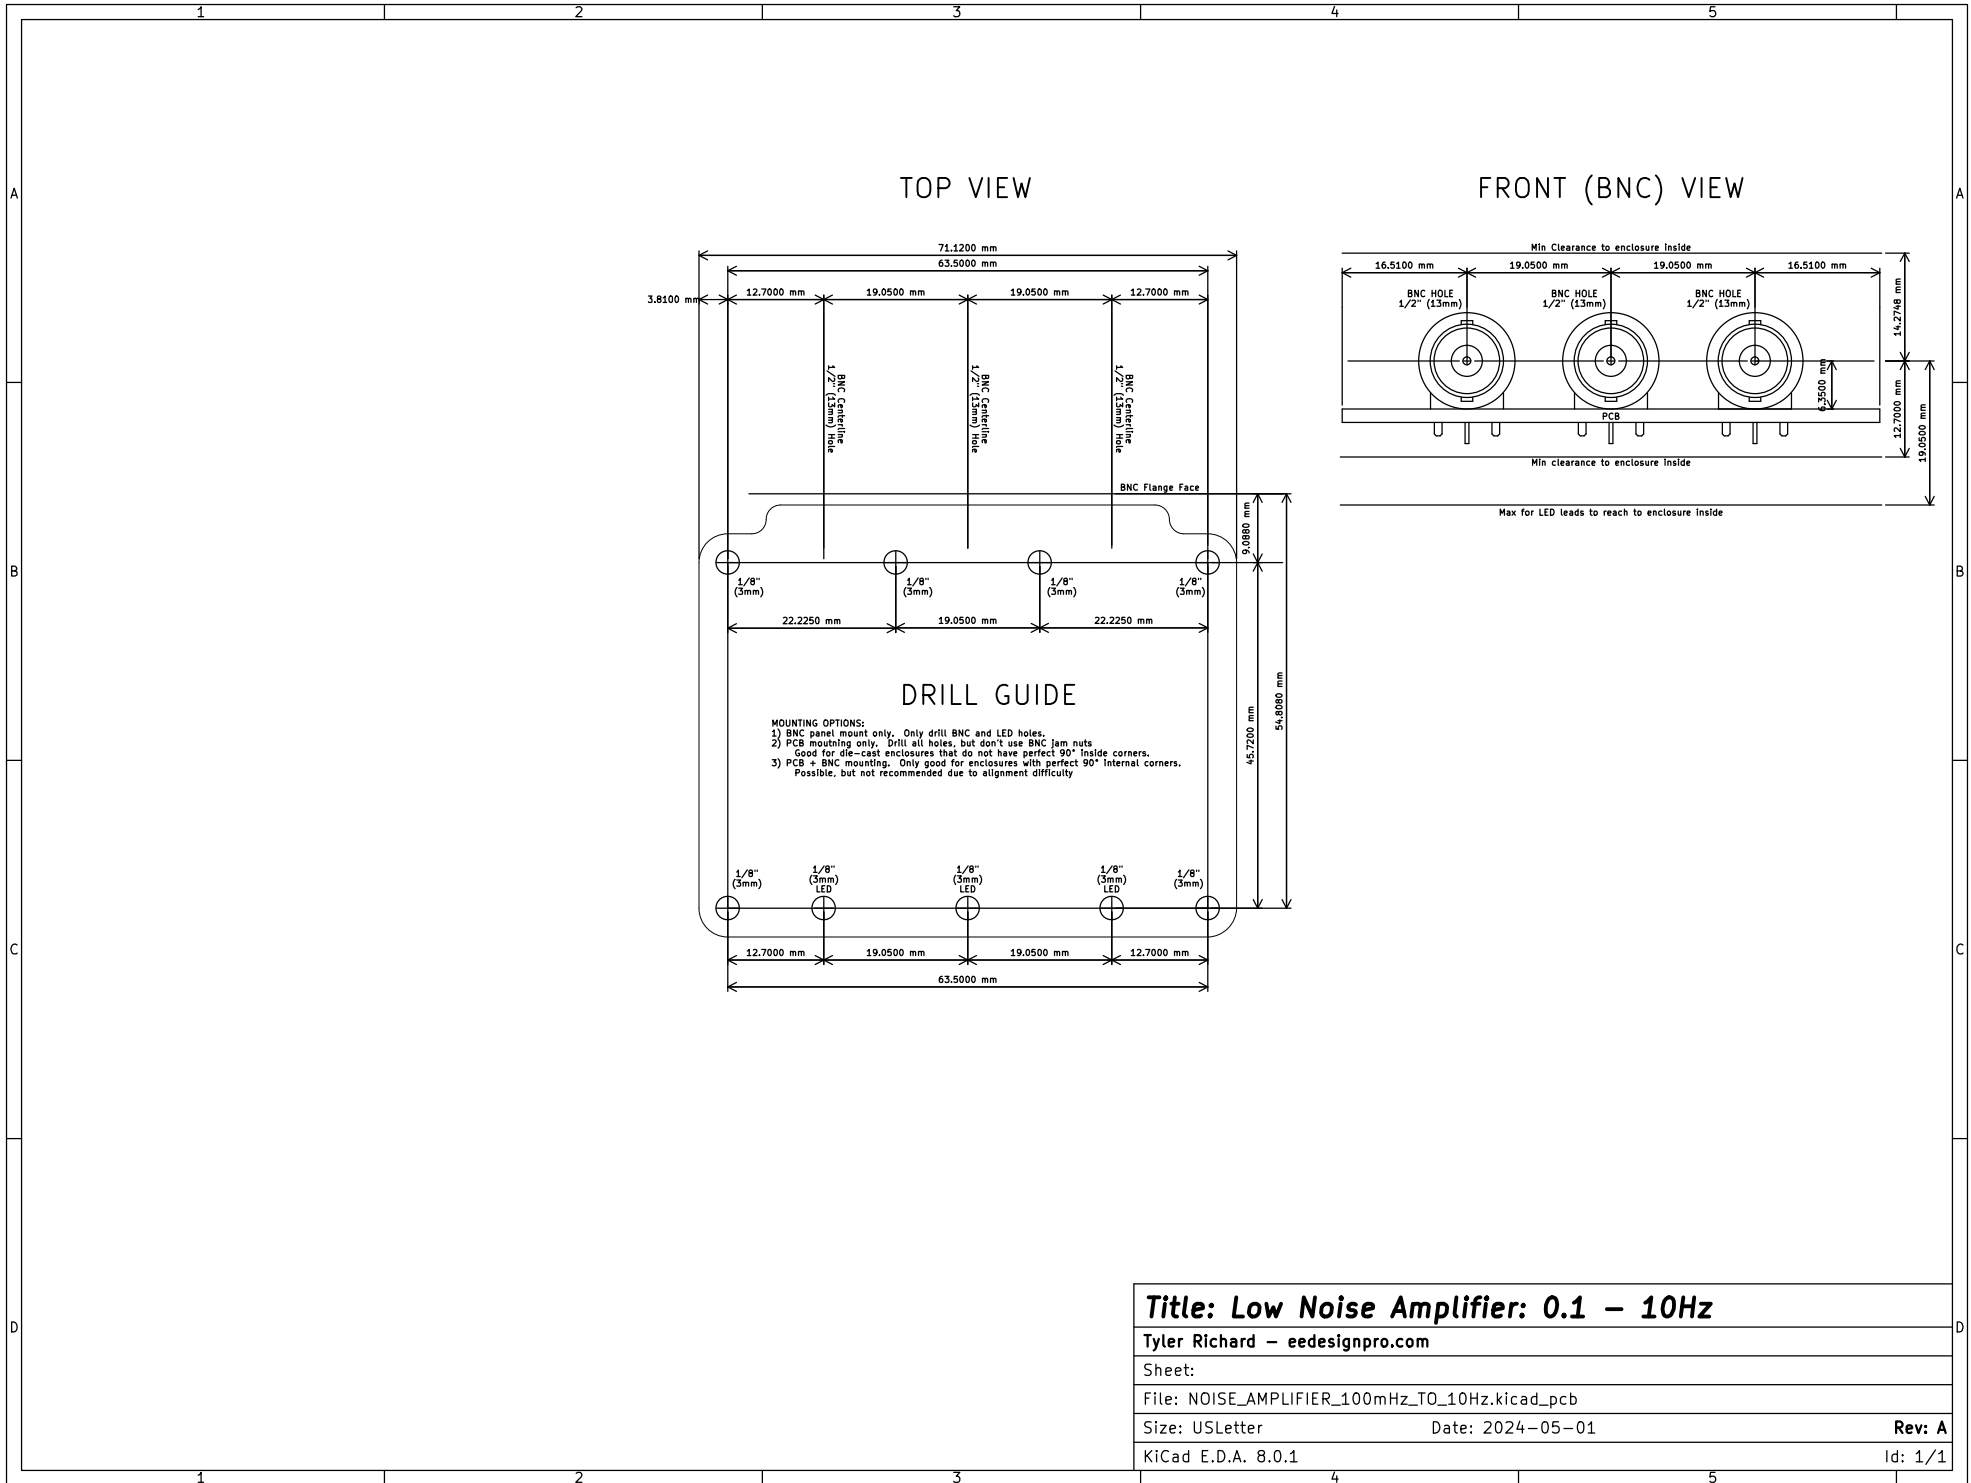 1 2 3 4 5
A A
B B
C C
D D
TOP VIEW
71.1200 mm
63.5000 mm
3.8100 mm
12.7000 mm
19.0500 mm
19.0500 mm
12.7000 mm
BNC Centerline
1/2" (13mm) Hole
BNC Centerline
1/2" (13mm) Hole
BNC Centerline
1/2" (13mm) Hole
BNC Flange Face
9.0880 mm
1/8"
(3mm)
1/8"
(3mm)
1/8"
(3mm)
1/8"
(3mm)
22.2250 mm
19.0500 mm
22.2250 mm
54.8080 mm
45.7200 mm
DRILL GUIDE
MOUNTING OPTIONS:
1) BNC panel mount only. Only drill BNC and LED holes.
2) PCB moutning only. Drill all holes, but don't use BNC jam nuts
Good for die-cast enclosures that do not have perfect 90° inside corners.
3) PCB + BNC mounting. Only good for enclosures with perfect 90° internal corners.
Possible, but not recommended due to alignment difficulty
1/8"
(3mm)
1/8"
(3mm)
LED
1/8"
(3mm)
LED
1/8"
(3mm)
LED
1/8"
(3mm)
12.7000 mm
19.0500 mm
19.0500 mm
12.7000 mm
63.5000 mm
FRONT (BNC) VIEW
Min Clearance to enclosure inside
16.5100 mm
19.0500 mm
19.0500 mm
16.5100 mm
BNC HOLE
1/2" (13mm)
BNC HOLE
1/2" (13mm)
BNC HOLE
1/2" (13mm)
14.2748 mm
6.3500 mm
12.7000 mm
19.0500 mm
PCB
Min clearance to enclosure inside
Max for LED leads to reach to enclosure inside
Title: Low Noise Amplifier: 0.1 - 10Hz
Tyler Richard - eedesignpro.com
Sheet:
File: NOISE_AMPLIFIER_100mHz_TO_10Hz.kicad_pcb
Size: USLetter Date: 2024-05-01 Rev: A
KiCad E.D.A. 8.0.1 Id: 1/1
1 2 3 4 5